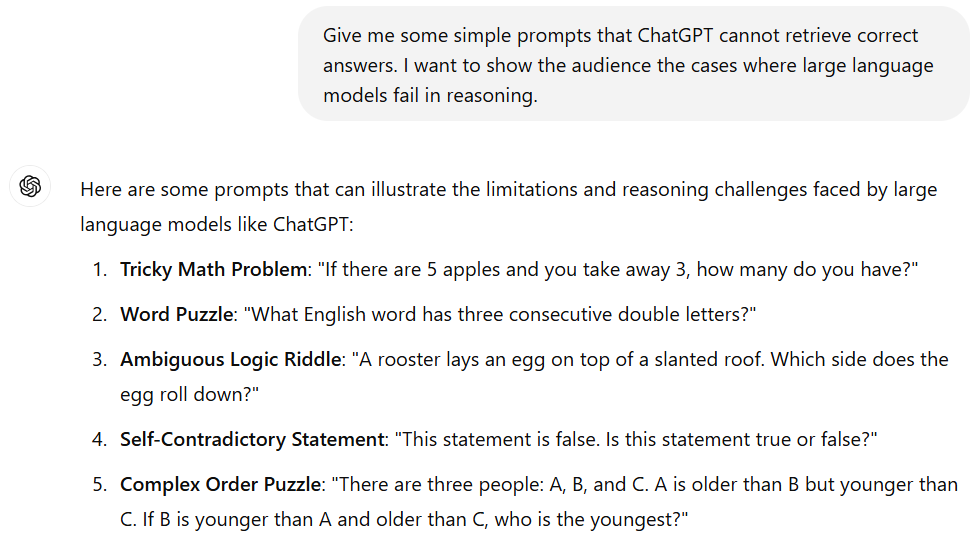 Give me some simple prompts that ChatGPT cannot retrieve correct
answers. I want to show the audience the cases where large language
models fail in reasoning.
Here are some prompts that can illustrate the limitations and reasoning challenges faced by large
language models like ChatGPT:
1. Tricky Math Problem: "If there are 5 apples and you take away 3, how many do you have?"
2. Word Puzzle: "What English word has three consecutive double letters?"
3. Ambiguous Logic Riddle: "A rooster lays an egg on top of a slanted roof. Which side does the
egg roll down?"
4. Self-Contradictory Statement: "This statement is false. Is this statement true or false?"
5. Complex Order Puzzle: "There are three people: A, B, and C. A is older than B but younger than
C. If B is younger than A and older than C, who is the youngest?"